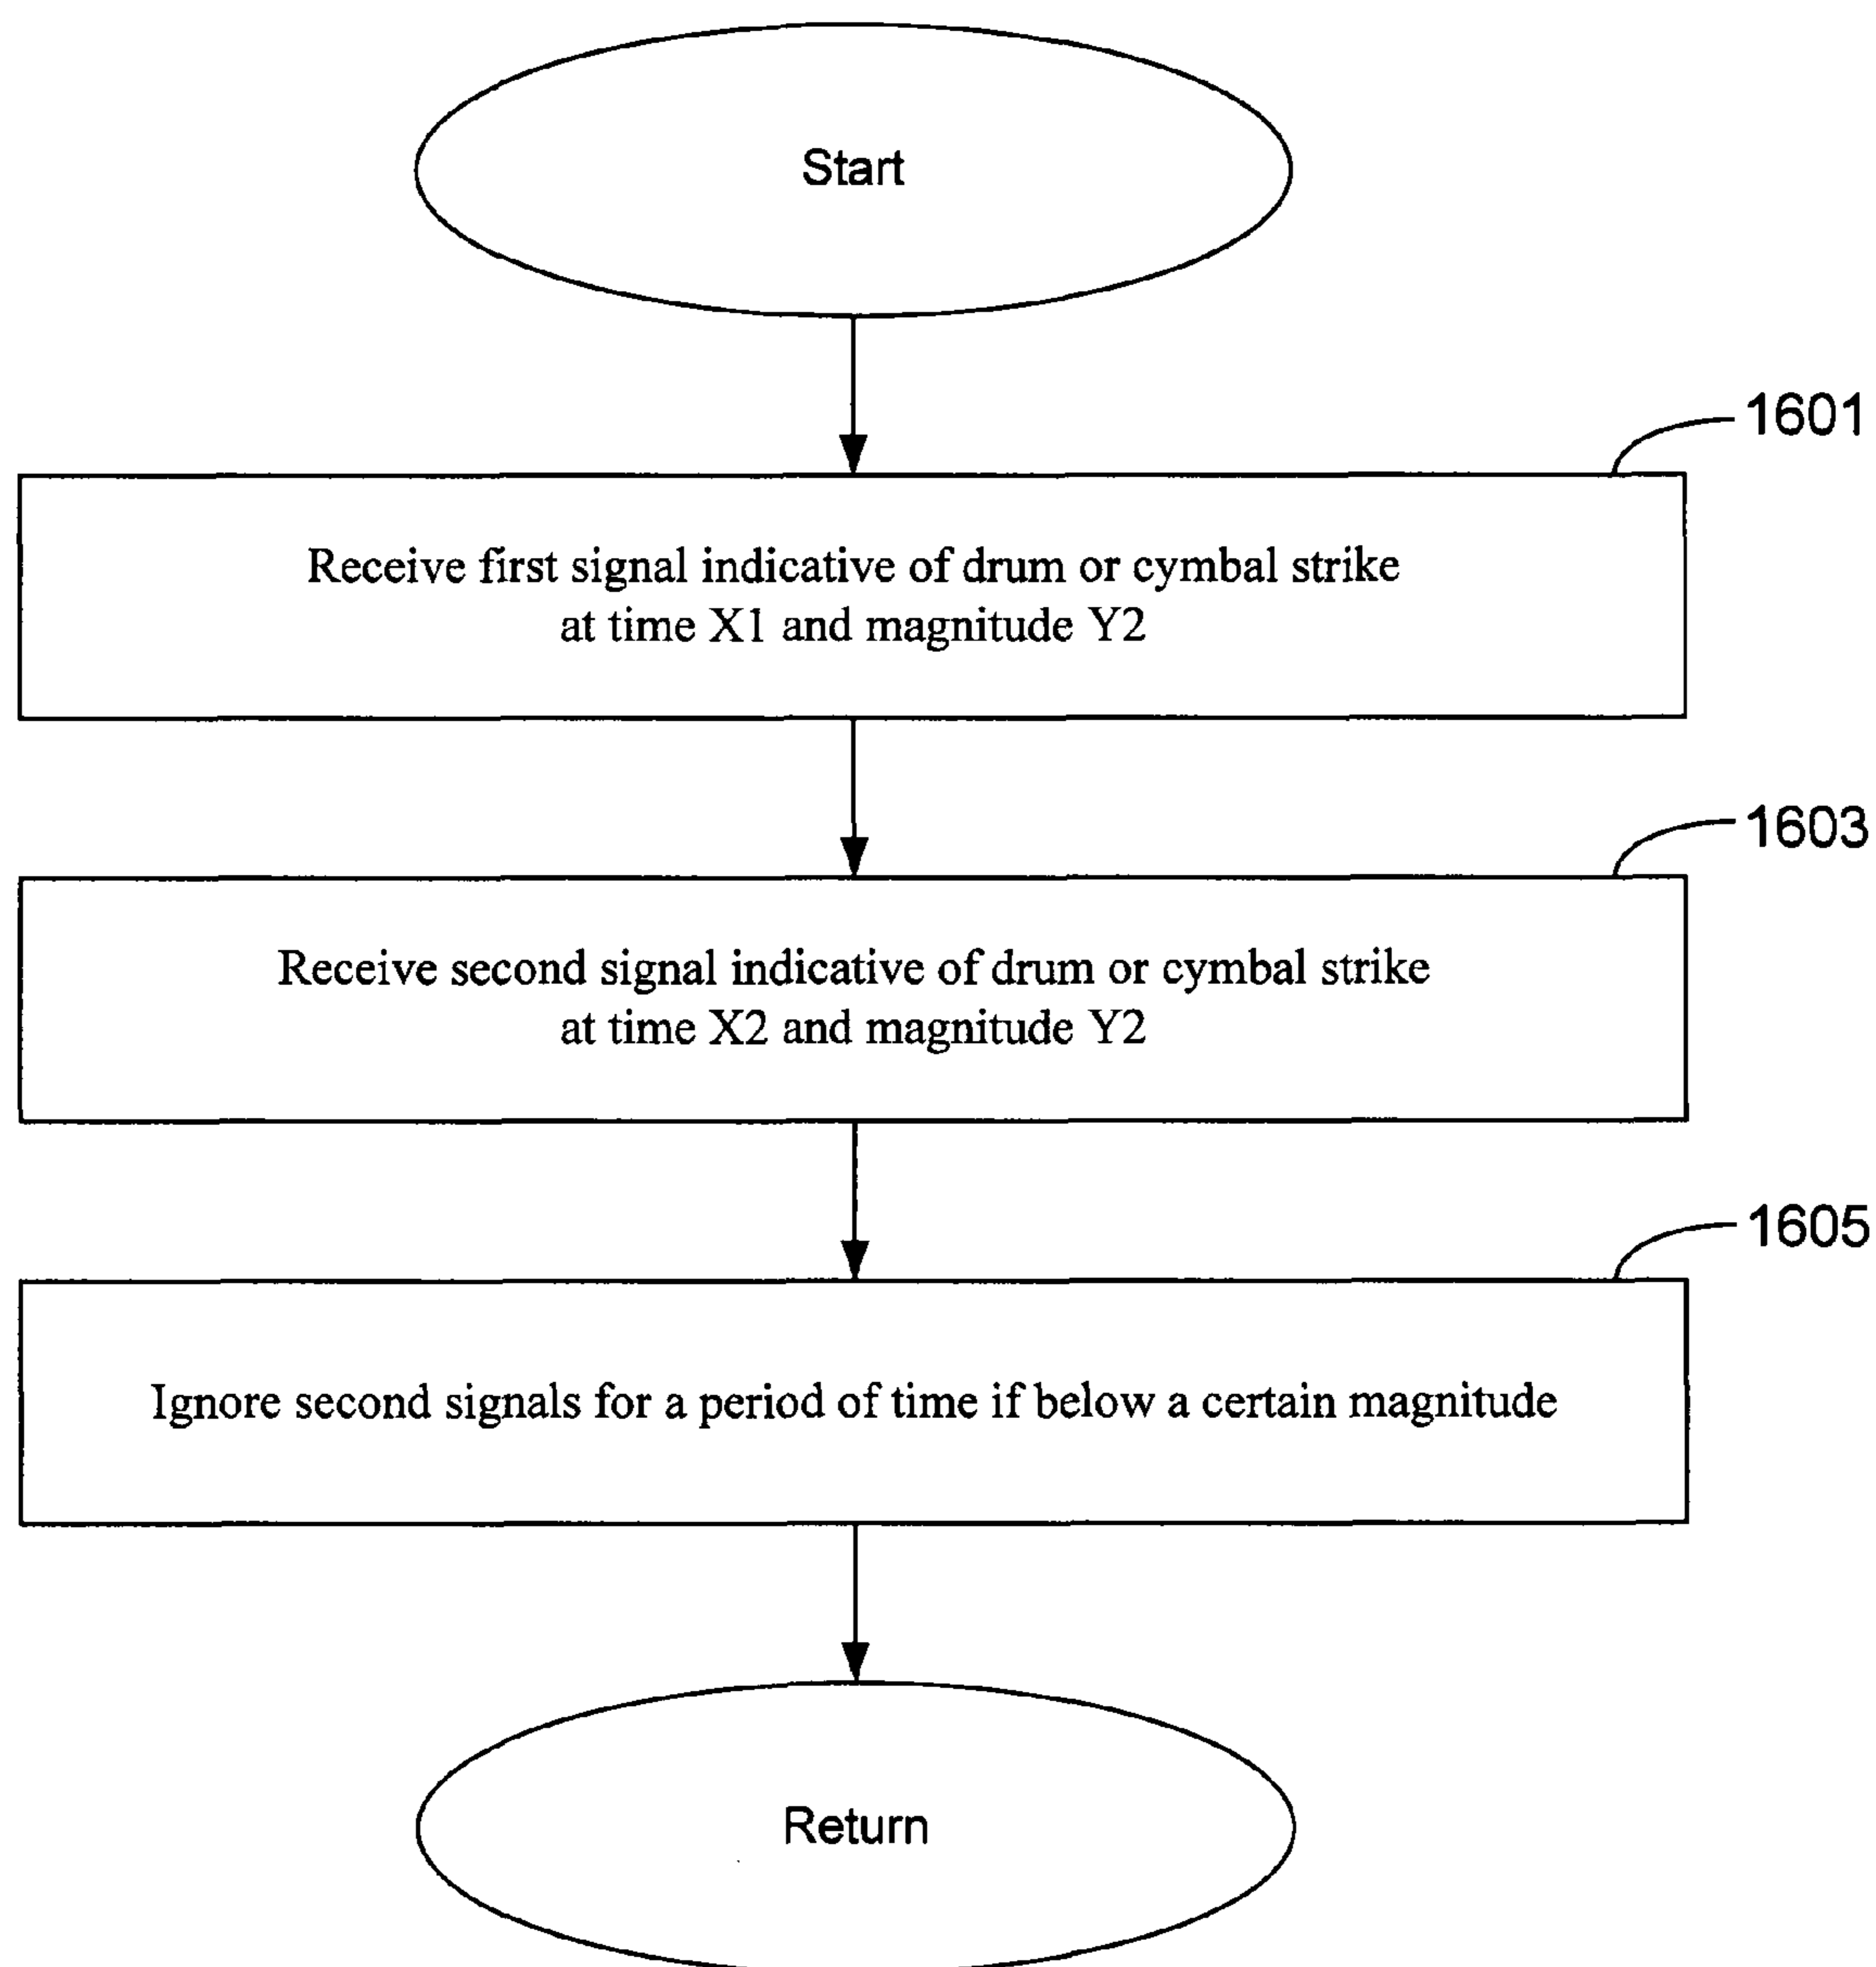 Start
1601
Receive first signal indicative of drum or cymbal strike
at time X1 and magnitude Y2
1603
Receive second signal indicative of drum or cymbal strike
at time X2 and magnitude Y2
1605
Ignore second signals for a period of time if below a certain magnitude
Return